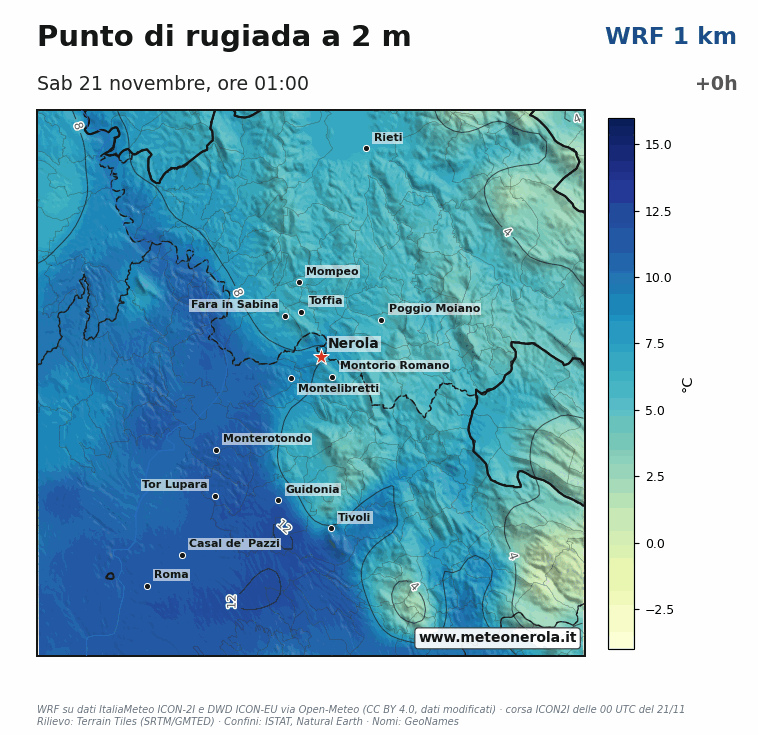 Punto di rugiada a 2 m
WRF 1 km
Sab 21 novembre, ore 01:00
+0h
8
4
Rieti
4
Mompeo
8
Fara in Sabina
Toffia
Poggio Moiano
Nerola
Montorio Romano
Montelibretti
Monterotondo
Tor Lupara
Guidonia
12
Tivoli
Casal de' Pazzi
4
Roma
4
12
www.meteonerola.it
15.0
12.5
10.0
7.5
5.0
2.5
0.0
−2.5
°C
WRF su dati ItaliaMeteo ICON-2I e DWD ICON-EU via Open-Meteo (CC BY 4.0, dati modificati) · corsa ICON2I delle 00 UTC del 21/11
Rilievo: Terrain Tiles (SRTM/GMTED) · Confini: ISTAT, Natural Earth · Nomi: GeoNames